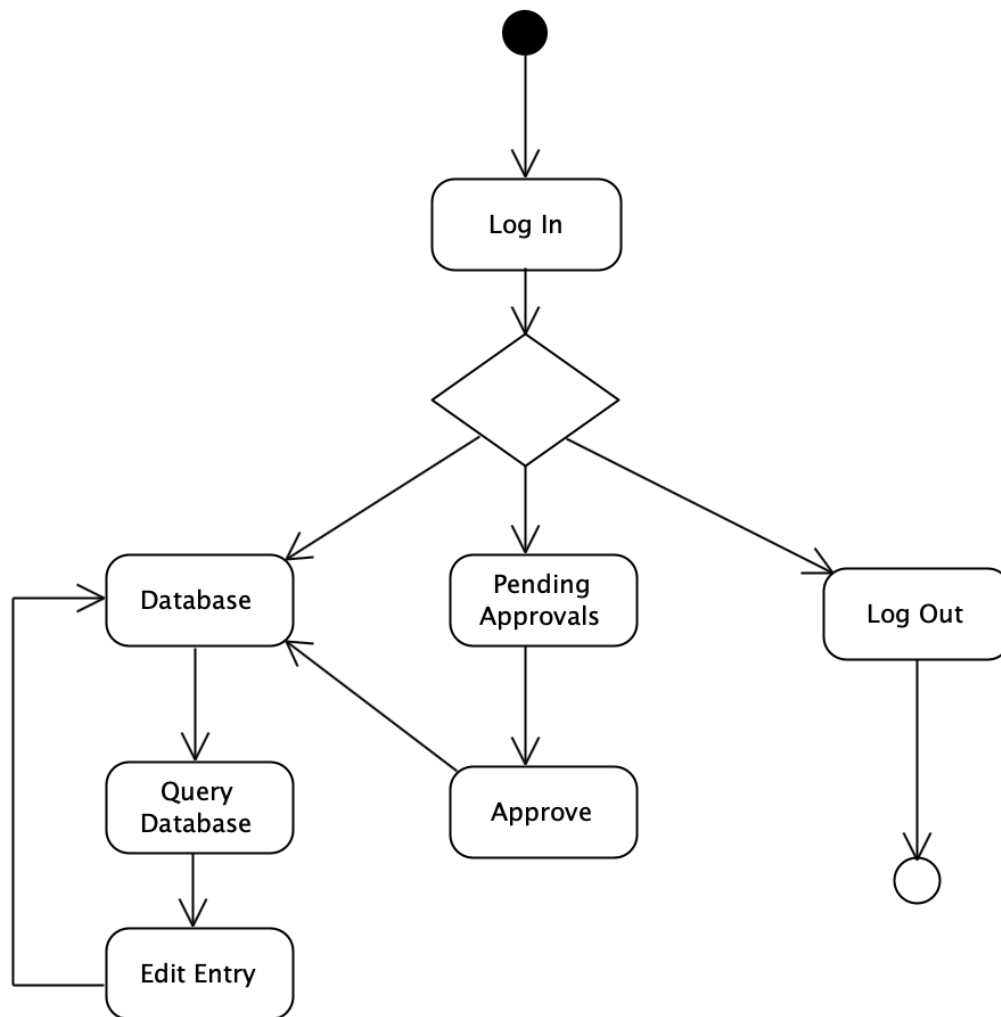 Log In
Database
Pending
Approvals
Log Out
Query
Database
Approve
Edit Entry